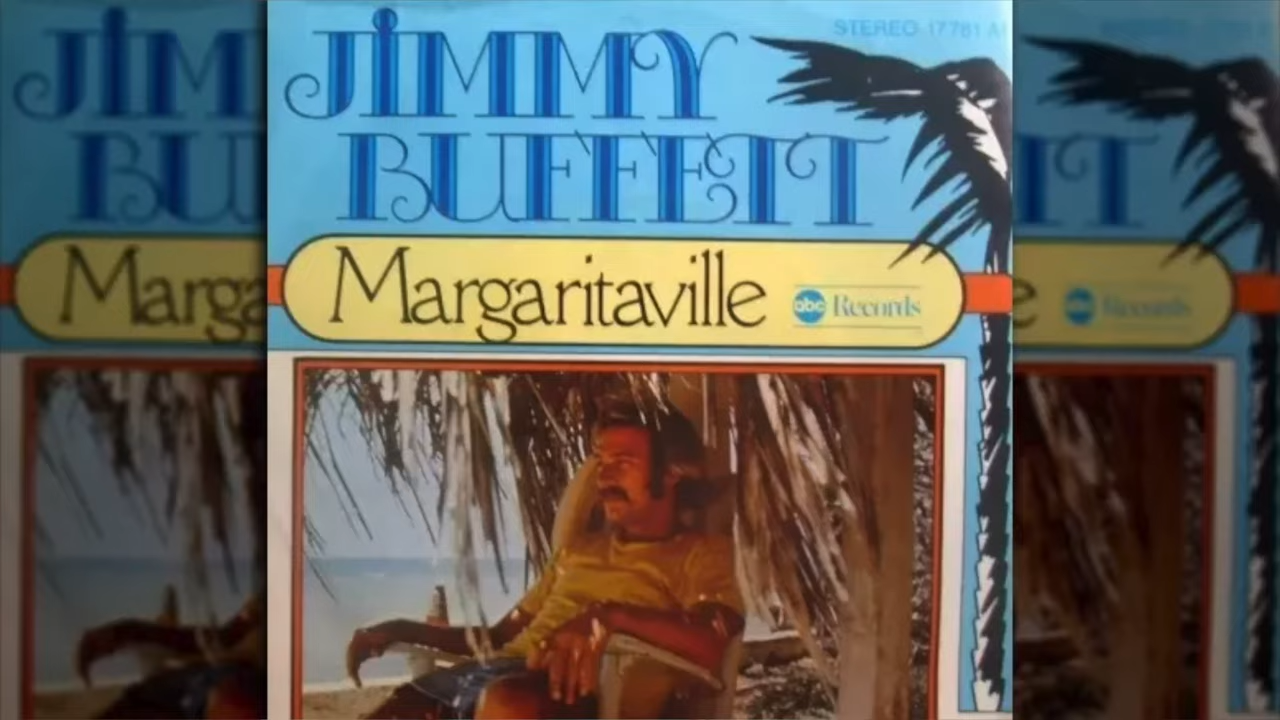 STEREO 17781 A
JIMMY
BUFFETT
Margaritaville
abc Records